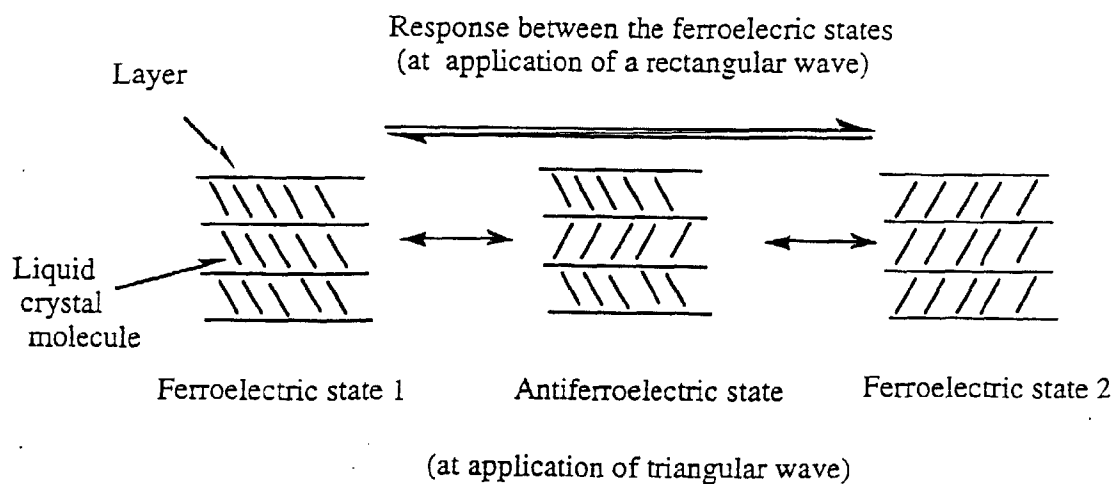 Response between the ferroelecric states
(at application of a rectangular wave)
Layer
Liquid
crystal
molecule
Ferroelectric state 1
Antiferroelectric state
Ferroelectric state 2
(at application of triangular wave)